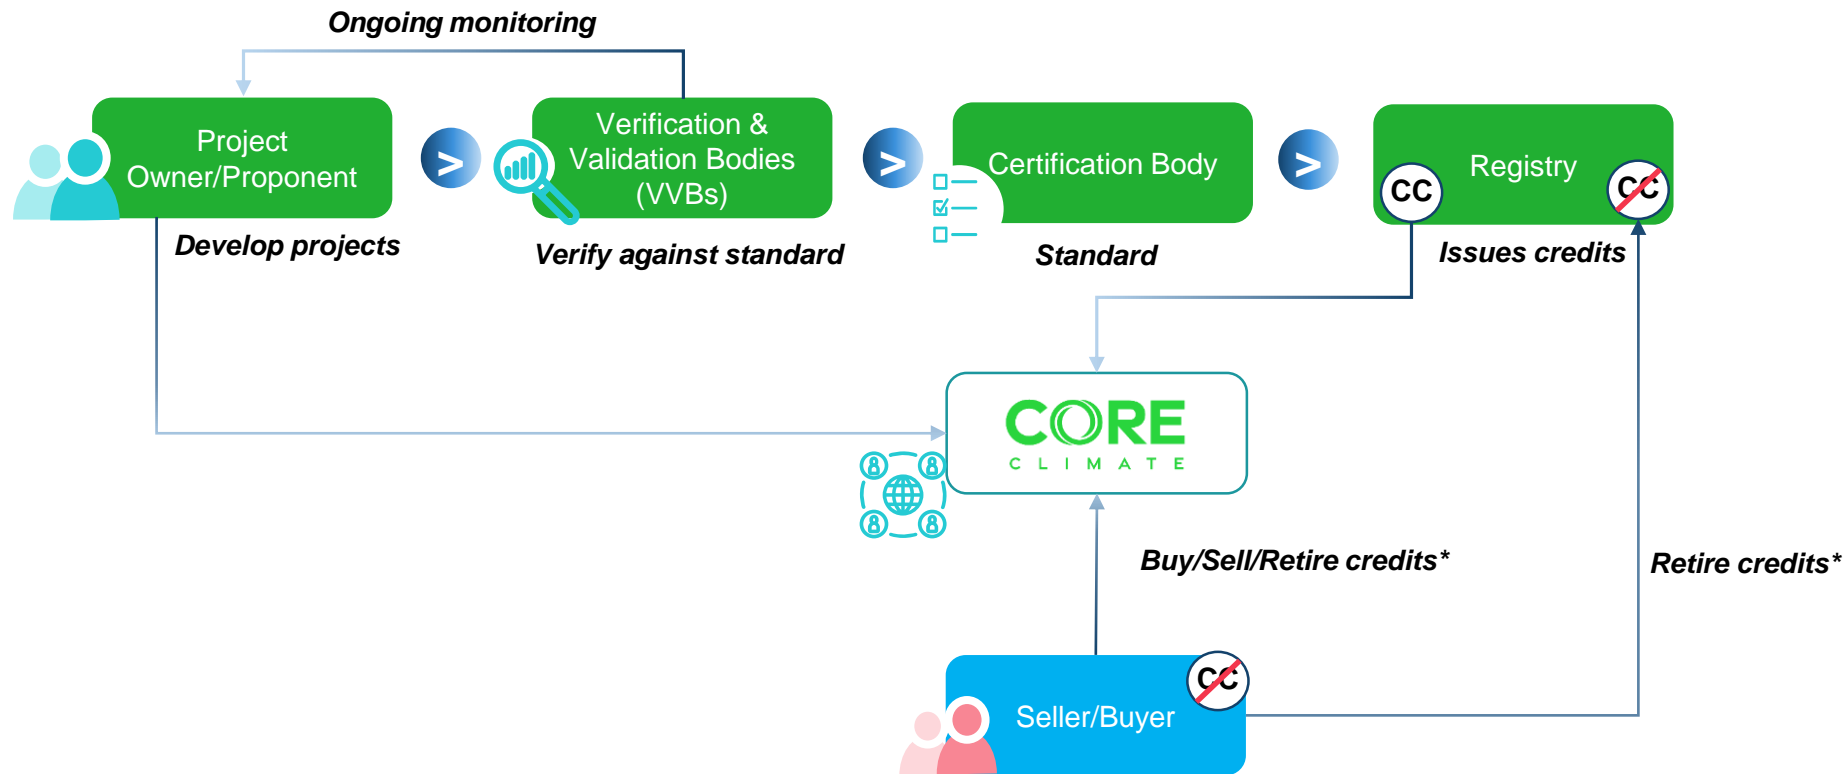 Ongoing monitoring
Project
Owner/Proponent
>
Verification &
Validation Bodies
(VVBs)
>
Certification Body
>
Registry
CC
CC
Develop projects
Verify against standard
Standard
Issues credits
CORE
CLIMATE
Buy/Sell/Retire credits*
Retire credits*
Seller/Buyer
CC